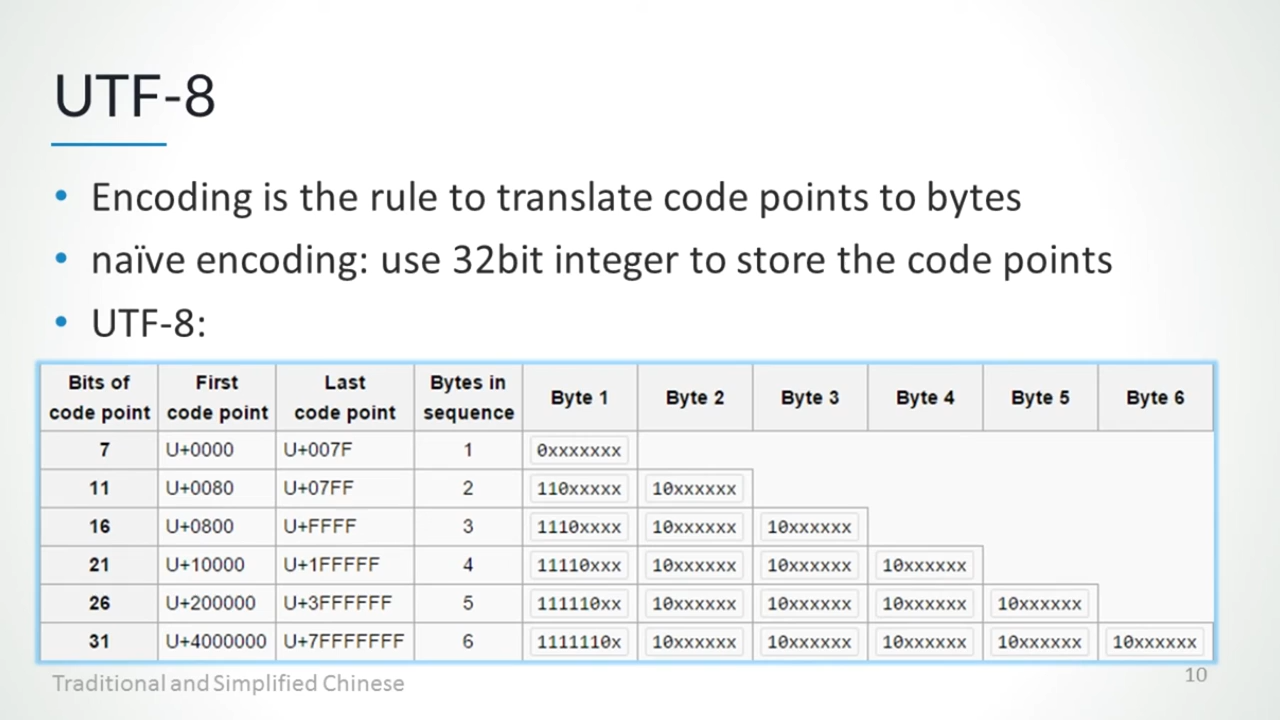 UTF-8
• Encoding is the rule to translate code points to bytes
• naïve encoding: use 32bit integer to store the code points
• UTF-8:
Bits of code point First code point Last code point Bytes in sequence Byte 1 Byte 2 Byte 3 Byte 4 Byte 5 Byte 6
7 U+0000 U+007F 1 0xxxxxxx
11 U+0080 U+07FF 2 110xxxxx 10xxxxxx
16 U+0800 U+FFFF 3 1110xxxx 10xxxxxx 10xxxxxx
21 U+10000 U+1FFFFF 4 11110xxx 10xxxxxx 10xxxxxx 10xxxxxx
26 U+200000 U+3FFFFFF 5 111110xx 10xxxxxx 10xxxxxx 10xxxxxx 10xxxxxx
31 U+4000000 U+7FFFFFFF 6 1111110x 10xxxxxx 10xxxxxx 10xxxxxx 10xxxxxx 10xxxxxx
Traditional and Simplified Chinese 10